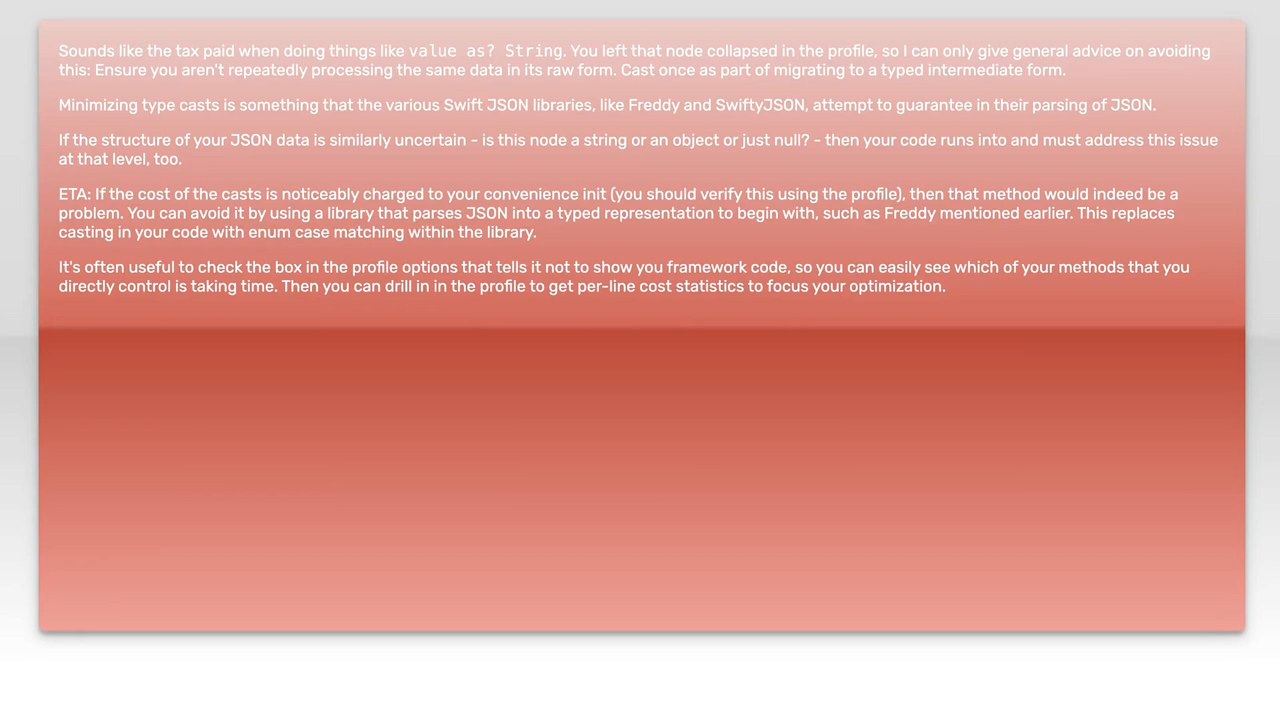 Sounds like the tax paid when doing things like value as? String. You left that node collapsed in the profile, so I can only give general advice on avoiding
this: Ensure you aren't repeatedly processing the same data in its raw form. Cast once as part of migrating to a typed intermediate form.
Minimizing type casts is something that the various Swift JSON libraries, like Freddy and SwiftyJSON, attempt to guarantee in their parsing of JSON.
If the structure of your JSON data is similarly uncertain - is this node a string or an object or just null? - then your code runs into and must address this issue
at that level, too.
ETA: If the cost of the casts is noticeably charged to your convenience init (you should verify this using the profile), then that method would indeed be a
problem. You can avoid it by using a library that parses JSON into a typed representation to begin with, such as Freddy mentioned earlier. This replaces
casting in your code with enum case matching within the library.
It's often useful to check the box in the profile options that tells it not to show you framework code, so you can easily see which of your methods that you
directly control is taking time. Then you can drill in in the profile to get per-line cost statistics to focus your optimization.